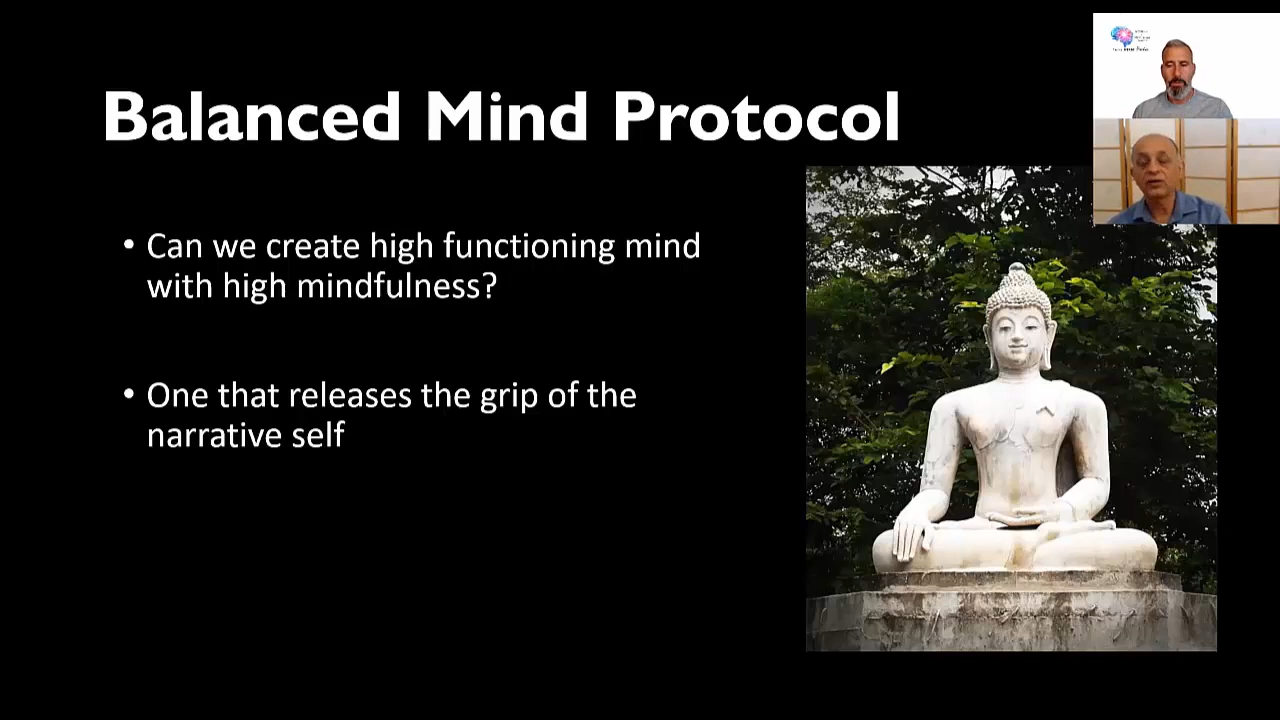 Balanced Mind Protocol
• Can we create high functioning mind
with high mindfulness?
• One that releases the grip of the
narrative self